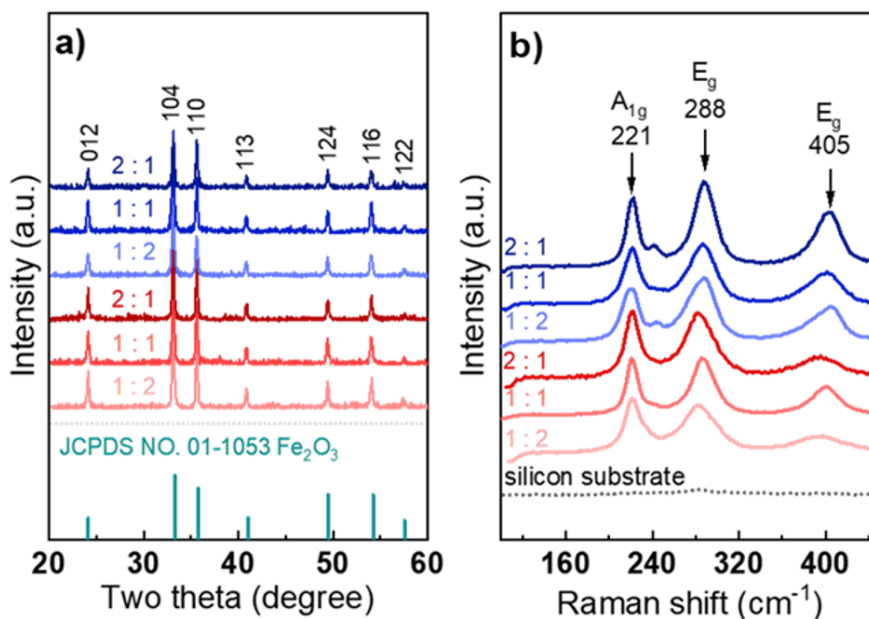 a)
012
104
110
113
124
116
122
2 : 1
1 : 1
1 : 2
2 : 1
1 : 1
1 : 2
JCPDS NO. 01-1053 Fe₂O₃
20 30 40 50 60
Two theta (degree)
Intensity (a.u.)
b)
A₁g
221
Eg
288
Eg
405
2 : 1
1 : 1
1 : 2
2 : 1
1 : 1
1 : 2
silicon substrate
160 240 320 400
Raman shift (cm⁻¹)
Intensity (a.u.)